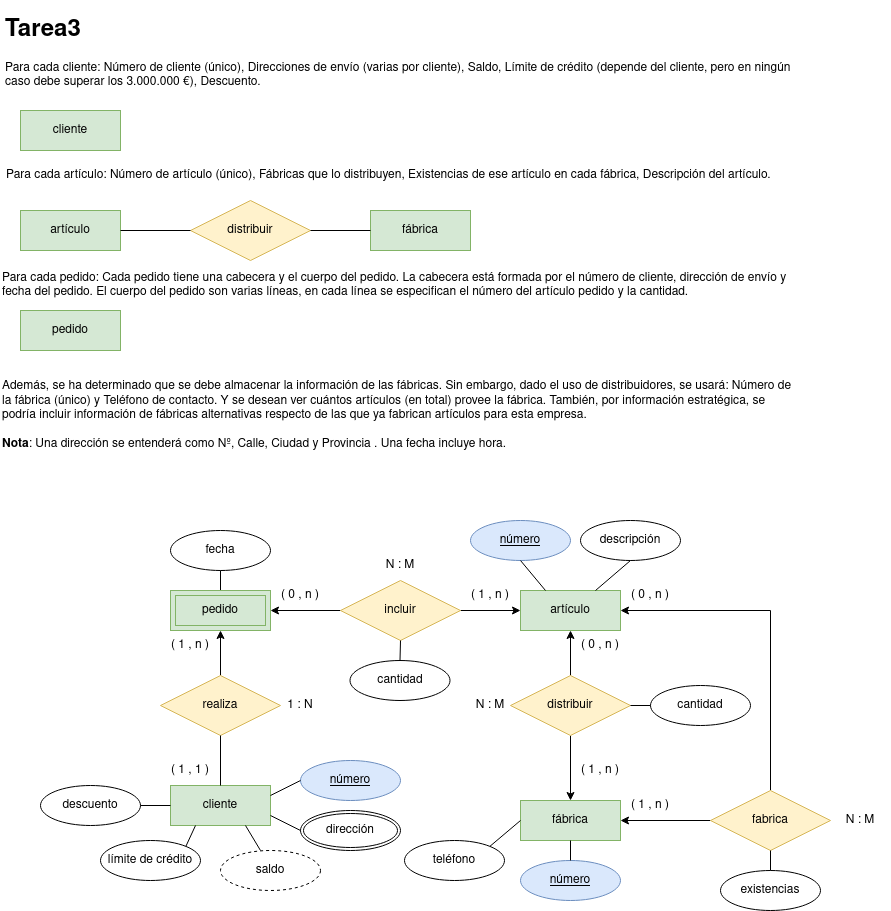 Tarea3
Para cada cliente: Número de cliente (único), Direcciones de envío (varias por cliente), Saldo, Límite de crédito (depende del cliente, pero en ningún
caso debe superar los 3.000.000 €), Descuento.
cliente
Para cada artículo: Número de artículo (único), Fábricas que lo distribuyen, Existencias de ese artículo en cada fábrica, Descripción del artículo.
artículo
distribuir
fábrica
Para cada pedido: Cada pedido tiene una cabecera y el cuerpo del pedido. La cabecera está formada por el número de cliente, dirección de envío y
fecha del pedido. El cuerpo del pedido son varias líneas, en cada línea se especifican el número del artículo pedido y la cantidad.
pedido
Además, se ha determinado que se debe almacenar la información de las fábricas. Sin embargo, dado el uso de distribuidores, se usará: Número de
la fábrica (único) y Teléfono de contacto. Y se desean ver cuántos artículos (en total) provee la fábrica. También, por información estratégica, se
podría incluir información de fábricas alternativas respecto de las que ya fabrican artículos para esta empresa.
Nota: Una dirección se entenderá como Nº, Calle, Ciudad y Provincia . Una fecha incluye hora.
número
descripción
fecha
N : M
( 0 , n )
( 1 , n )
( 0 , n )
pedido
incluir
artículo
( 1 , n )
( 0 , n )
cantidad
realiza
1 : N
N : M
distribuir
cantidad
( 1 , 1 )
( 1 , n )
número
descuento
cliente
( 1 , n )
dirección
fábrica
fabrica
N : M
límite de crédito
saldo
teléfono
número
existencias